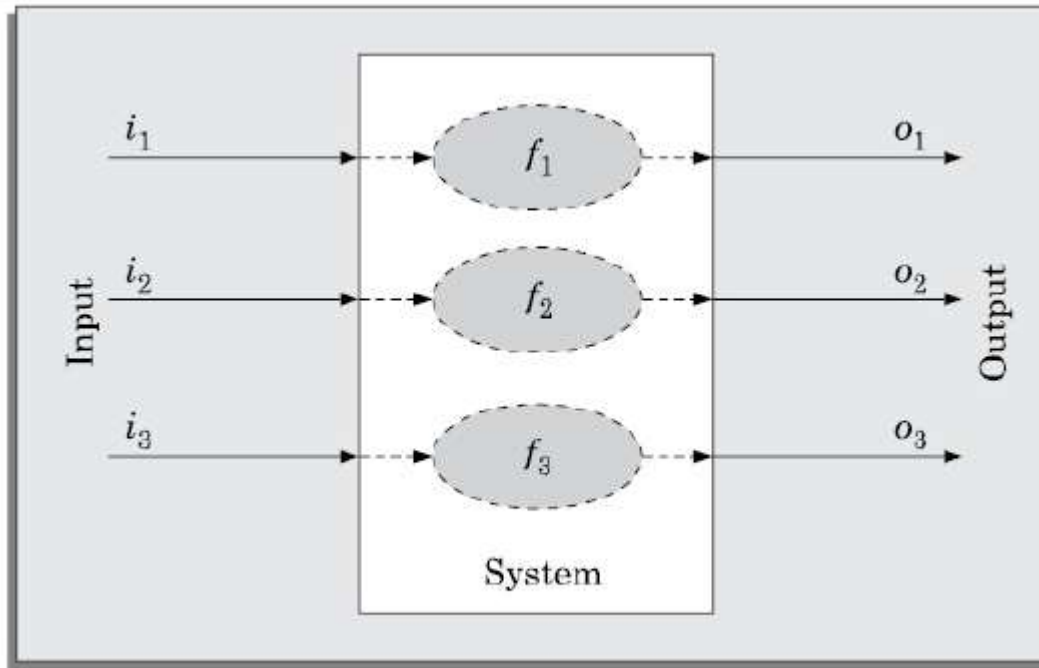 i₁ f₁ o₁
i₂ f₂ o₂
Input
Output
i₃ f₃ o₃
System